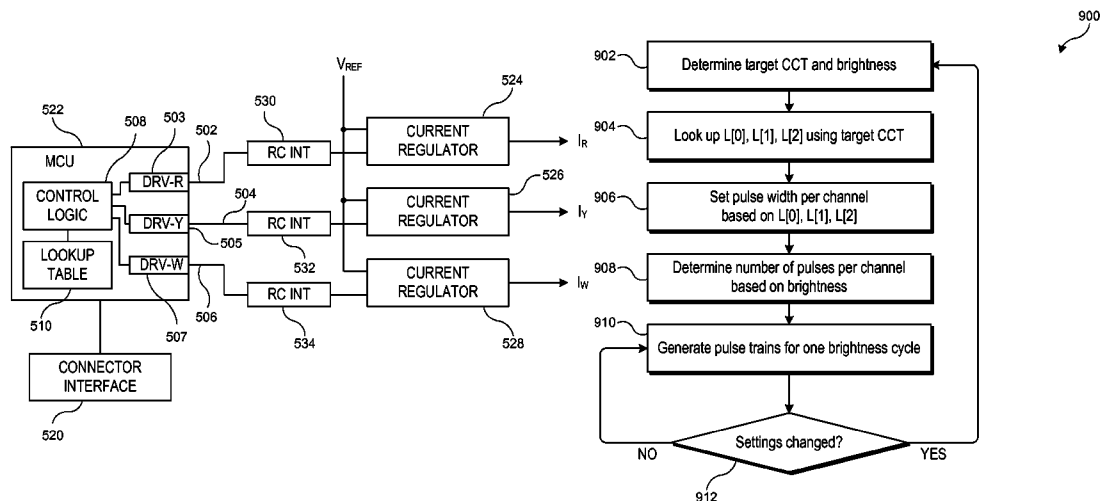 900
V_REF
524
530
522
508
503
502
CURRENT
REGULATOR
I_R
RC INT
MCU
DRV-R
CONTROL
LOGIC
504
526
DRV-Y
505
RC INT
532
CURRENT
REGULATOR
I_Y
LOOKUP
TABLE
DRV-W
510
507
506
RC INT
534
CURRENT
REGULATOR
I_W
528
CONNECTOR
INTERFACE
520
902
Determine target CCT and brightness
904
Look up L[0], L[1], L[2] using target CCT
906
Set pulse width per channel
based on L[0], L[1], L[2]
908
Determine number of pulses per channel
based on brightness
910
Generate pulse trains for one brightness cycle
Settings changed?
NO
YES
912